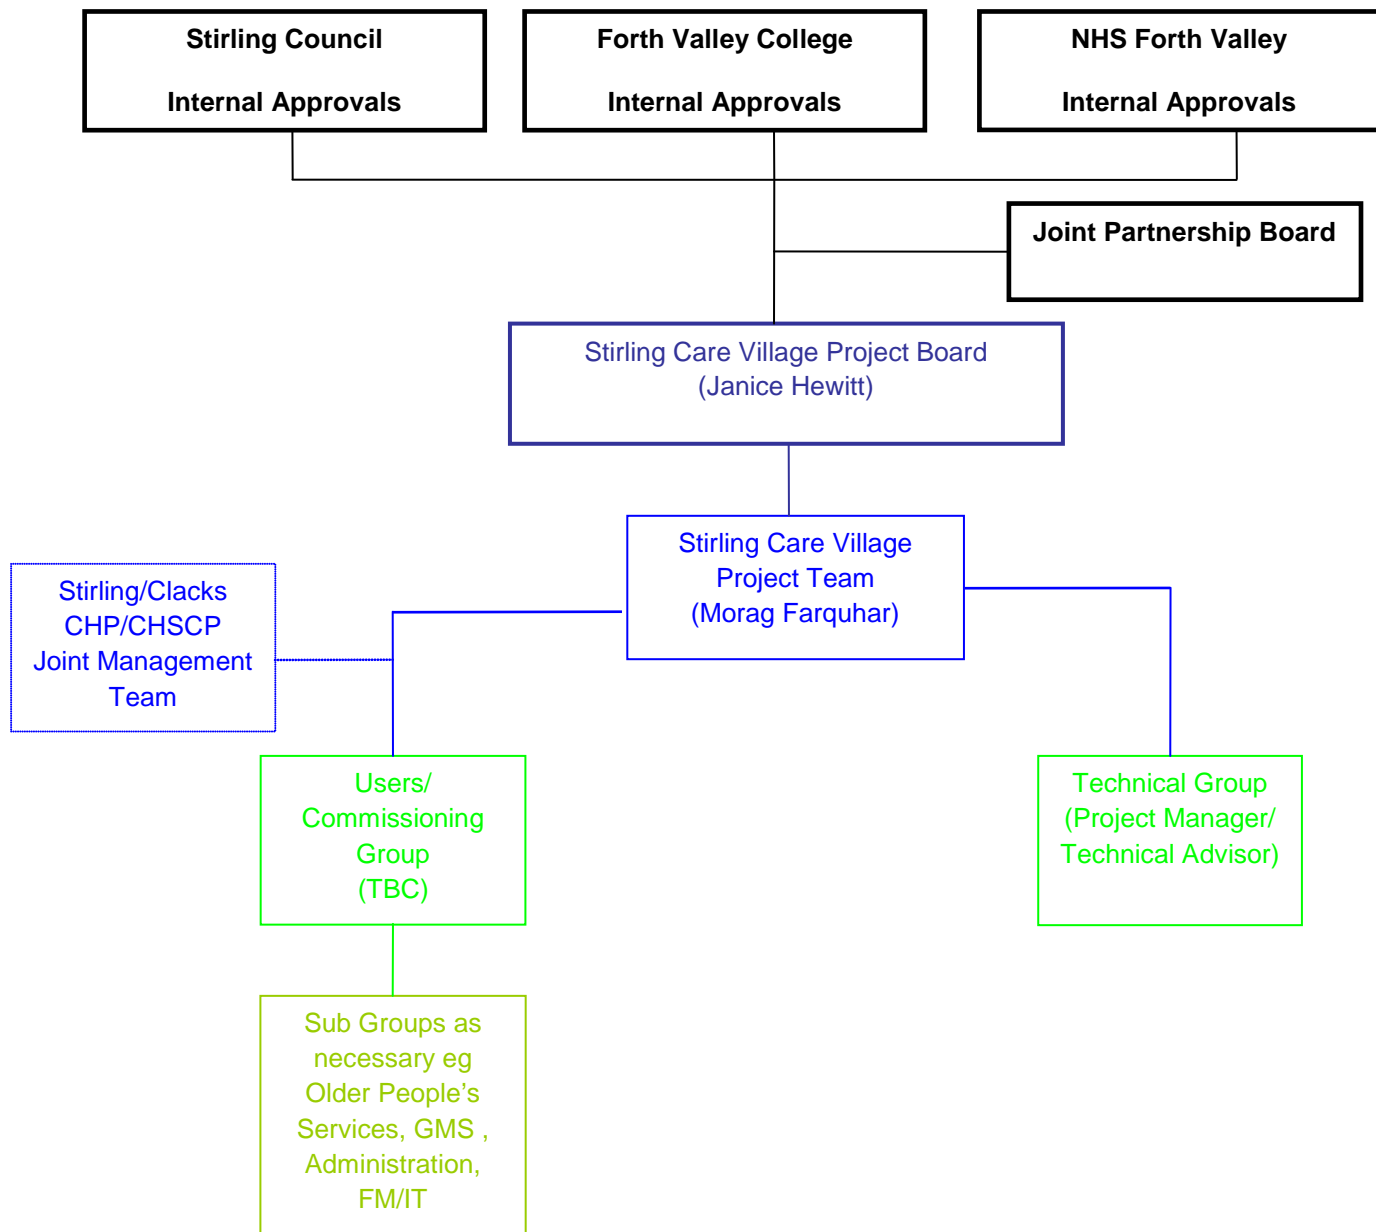 Stirling Council
Internal Approvals
Forth Valley College
Internal Approvals
NHS Forth Valley
Internal Approvals
Joint Partnership Board
Stirling Care Village Project Board
(Janice Hewitt)
Stirling Care Village
Project Team
(Morag Farquhar)
Stirling/Clacks
CHP/CHSCP
Joint Management
Team
Users/
Commissioning
Group
(TBC)
Technical Group
(Project Manager/
Technical Advisor)
Sub Groups as
necessary eg
Older People’s
Services, GMS ,
Administration,
FM/IT